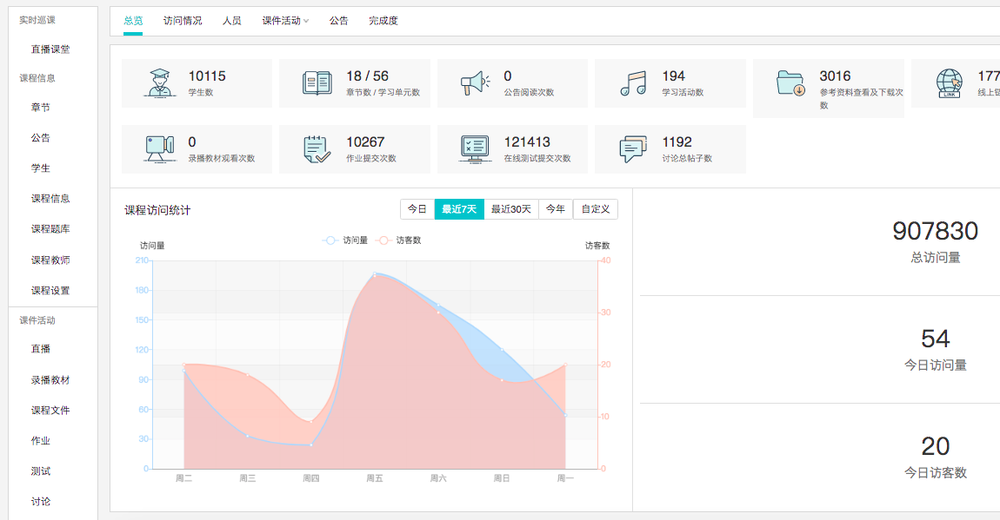 实时巡课
直播课堂
课程信息
章节
公告
学生
课程信息
课程题库
课程教师
课程设置
课件活动
直播
录播教材
课程文件
作业
测试
讨论
总览 访问情况 人员 课件活动 公告 完成度
10115
学生数
18 / 56
章节数 / 学习单元数
0
公告阅读次数
194
学习活动数
3016
参考资料查看及下载次
数
LINK
177
线上链
0
录播教材观看次数
10267
作业提交次数
121413
在线测试提交次数
1192
讨论总帖子数
课程访问统计
今日 最近7天 最近30天 今年 自定义
访问量 访客数
访问量
访客数
210
180
150
120
90
60
30
0
40
30
20
10
0
周二 周三 周四 周五 周六 周日 周一
907830
总访问量
54
今日访问量
20
今日访客数